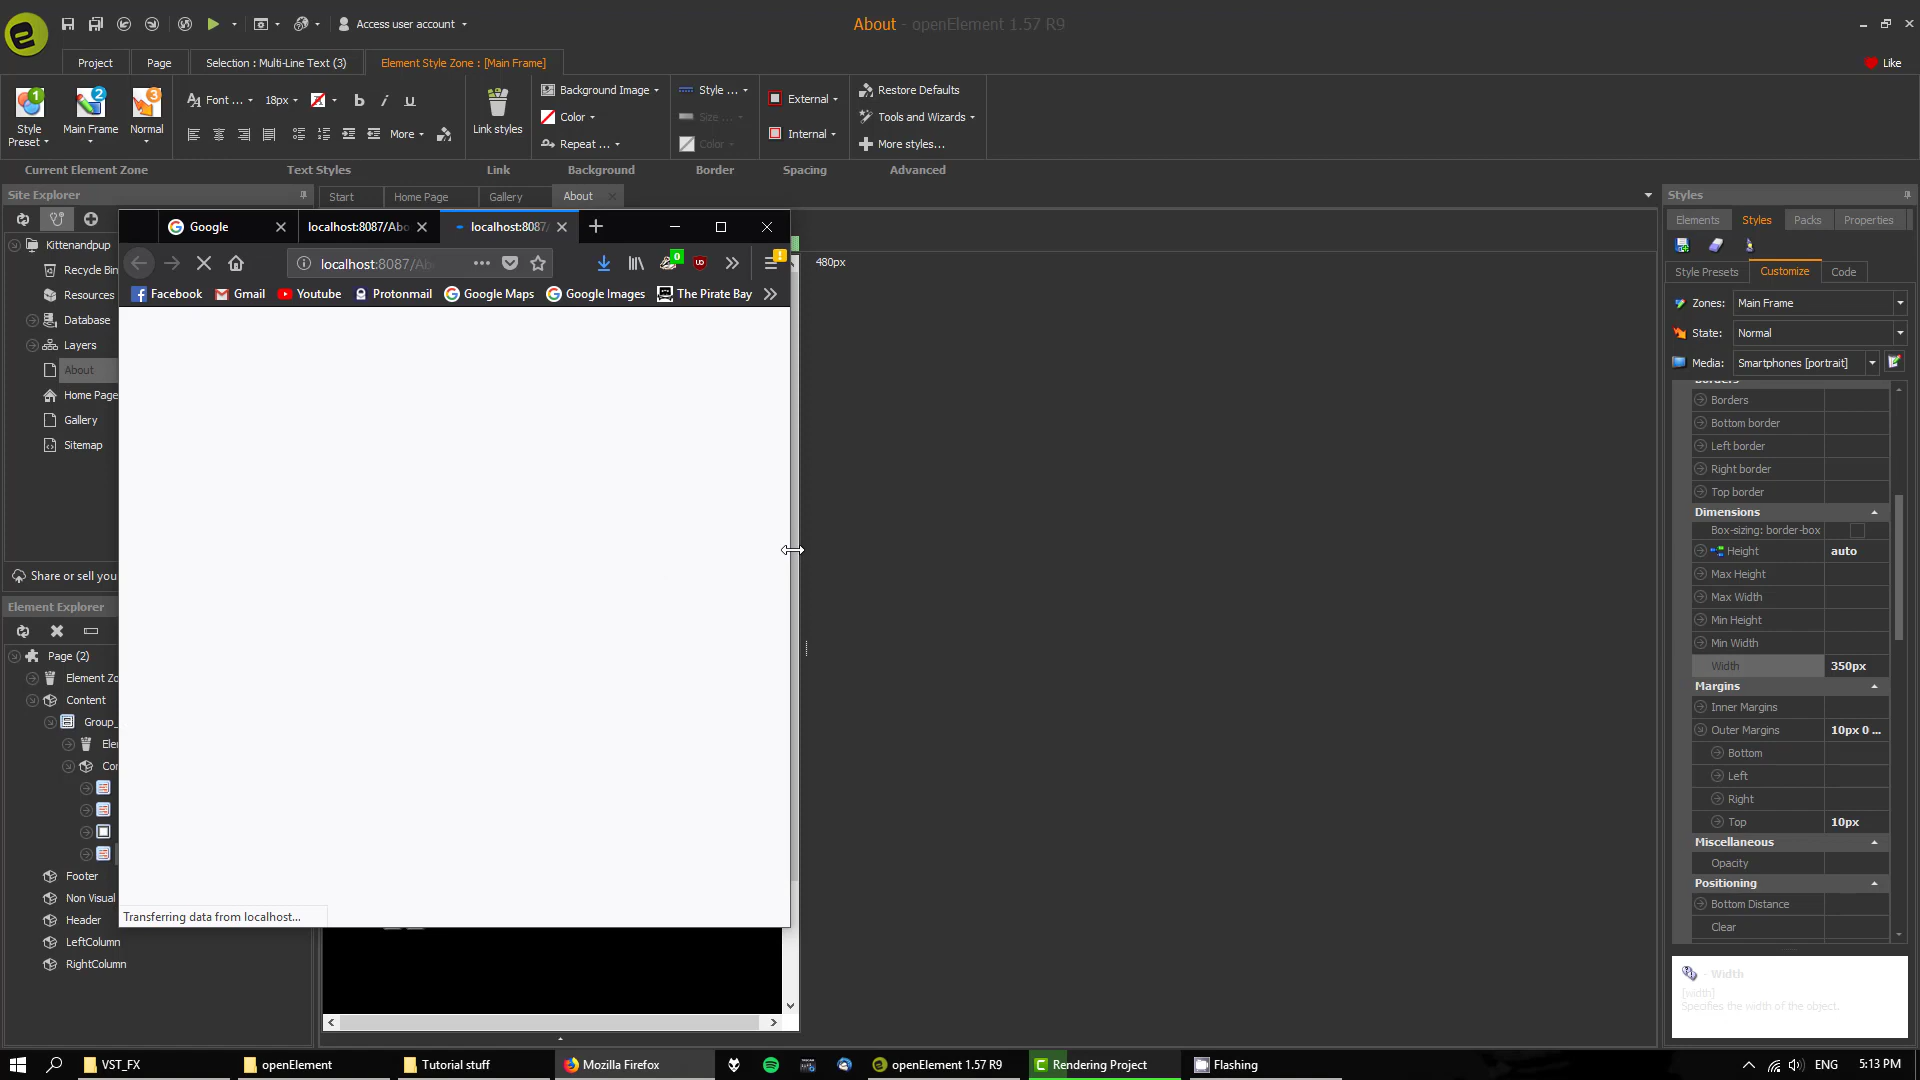 Access user account
About - openElement 1.57 R9
Project
Page
Selection : Multi-Line Text (3)
Element Style Zone : [Main Frame]
Like
Style Preset
Main Frame
Normal
Font ...
18px
b i u
More
Link styles
Background Image
Color
Repeat ...
Style ...
Size ...
Color
External
Internal
Restore Defaults
Tools and Wizards
More styles...
Current Element Zone
Text Styles
Link
Background
Border
Spacing
Advanced
Site Explorer
Start
Home Page
Gallery
About
Styles
Elements
Styles
Packs
Properties
Kittenandpup
Recycle Bin
Resources
Database
Layers
About
Home Page
Gallery
Sitemap
Share or sell you
Element Explorer
Page (2)
Element Zo
Content
Group_
Ele
Co
Footer
Non Visual
Header
LeftColumn
RightColumn
Google
localhost:8087/Abo
localhost:8087/
localhost:8087/Ab
0
Facebook
Gmail
Youtube
Protonmail
Google Maps
Google Images
The Pirate Bay
Transferring data from localhost...
480px
Style Presets
Customize
Code
Zones: Main Frame
State: Normal
Media: Smartphones [portrait]
Borders
Borders
Bottom border
Left border
Right border
Top border
Dimensions
Box-sizing: border-box
Height auto
Max Height
Max Width
Min Height
Min Width
Width 350px
Margins
Inner Margins
Outer Margins 10px 0 ...
Bottom
Left
Right
Top 10px
Miscellaneous
Opacity
Positioning
Bottom Distance
Clear
- Width
[width]
Specifies the width of the object.
VST_FX
openElement
Tutorial stuff
Mozilla Firefox
openElement 1.57 R9
Rendering Project
Flashing
ENG
5:13 PM